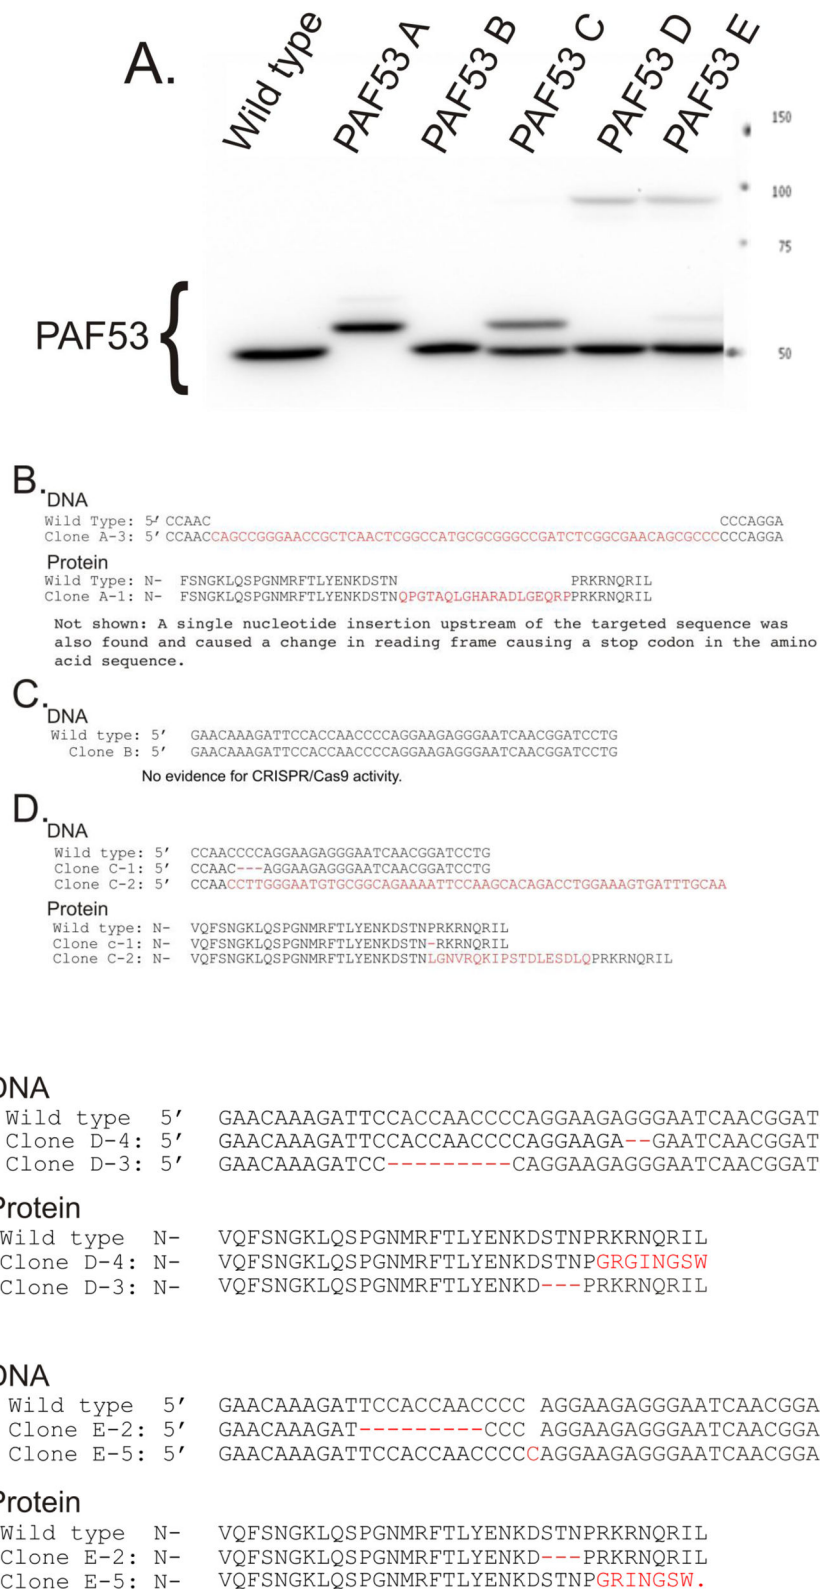 A.
Wild type
PAF53 A
PAF53 B
PAF53 C
PAF53 D
PAF53 E
150
100
75
PAF53 {
50
B.
DNA
Wild Type: 5′ CCAAC CCCAGGA
Clone A-3: 5′ CCAACCAGCCGGGAACCGCTCAACTCGGCCATGCGCGGGCCGATCTCGGCGAACAGCGCCCCCCAGGA
Protein
Wild Type: N- FSNGKLQSPGNMRFTLYENKDSTN PRKRNQRIL
Clone A-1: N- FSNGKLQSPGNMRFTLYENKDSTNQPGTAQLGHARADLGEQRPPRKRNQRIL
Not shown: A single nucleotide insertion upstream of the targeted sequence was
also found and caused a change in reading frame causing a stop codon in the amino
acid sequence.
C.
DNA
Wild type: 5′ GAACAAAGATTCCACCAACCCCAGGAAGAGGGAATCAACGGATCCTG
Clone B: 5′ GAACAAAGATTCCACCAACCCCAGGAAGAGGGAATCAACGGATCCTG
No evidence for CRISPR/Cas9 activity.
D.
DNA
Wild type: 5′ CCAACCCCAGGAAGAGGGAATCAACGGATCCTG
Clone C-1: 5′ CCAAC---AGGAAGAGGGAATCAACGGATCCTG
Clone C-2: 5′ CCAACCTTGGGAATGTGCGGCAGAAAATTCCAAGCACAGACCTGGAAAGTGATTTGCAA
Protein
Wild type: N- VQFSNGKLQSPGNMRFTLYENKDSTNPRKRNQRIL
Clone c-1: N- VQFSNGKLQSPGNMRFTLYENKDSTN-RKRNQRIL
Clone C-2: N- VQFSNGKLQSPGNMRFTLYENKDSTNLGNVRQKIPSTDLESDLQPRKRNQRIL
DNA
Wild type 5′ GAACAAAGATTCCACCAACCCCAGGAAGAGGGAATCAACGGAT
Clone D-4: 5′ GAACAAAGATTCCACCAACCCCAGGAAGA--GAATCAACGGAT
Clone D-3: 5′ GAACAAAGATCC---------CAGGAAGAGGGAATCAACGGAT
Protein
Wild type N- VQFSNGKLQSPGNMRFTLYENKDSTNPRKRNQRIL
Clone D-4: N- VQFSNGKLQSPGNMRFTLYENKDSTNPGRGINGSW
Clone D-3: N- VQFSNGKLQSPGNMRFTLYENKD---PRKRNQRIL
DNA
Wild type 5′ GAACAAAGATTCCACCAACCCC AGGAAGAGGGAATCAACGGA
Clone E-2: 5′ GAACAAAGAT---------CCC AGGAAGAGGGAATCAACGGA
Clone E-5: 5′ GAACAAAGATTCCACCAACCCCCAGGAAGAGGGAATCAACGGA
Protein
Wild type N- VQFSNGKLQSPGNMRFTLYENKDSTNPRKRNQRIL
Clone E-2: N- VQFSNGKLQSPGNMRFTLYENKD---PRKRNQRIL
Clone E-5: N- VQFSNGKLQSPGNMRFTLYENKDSTNPGRINGSW.